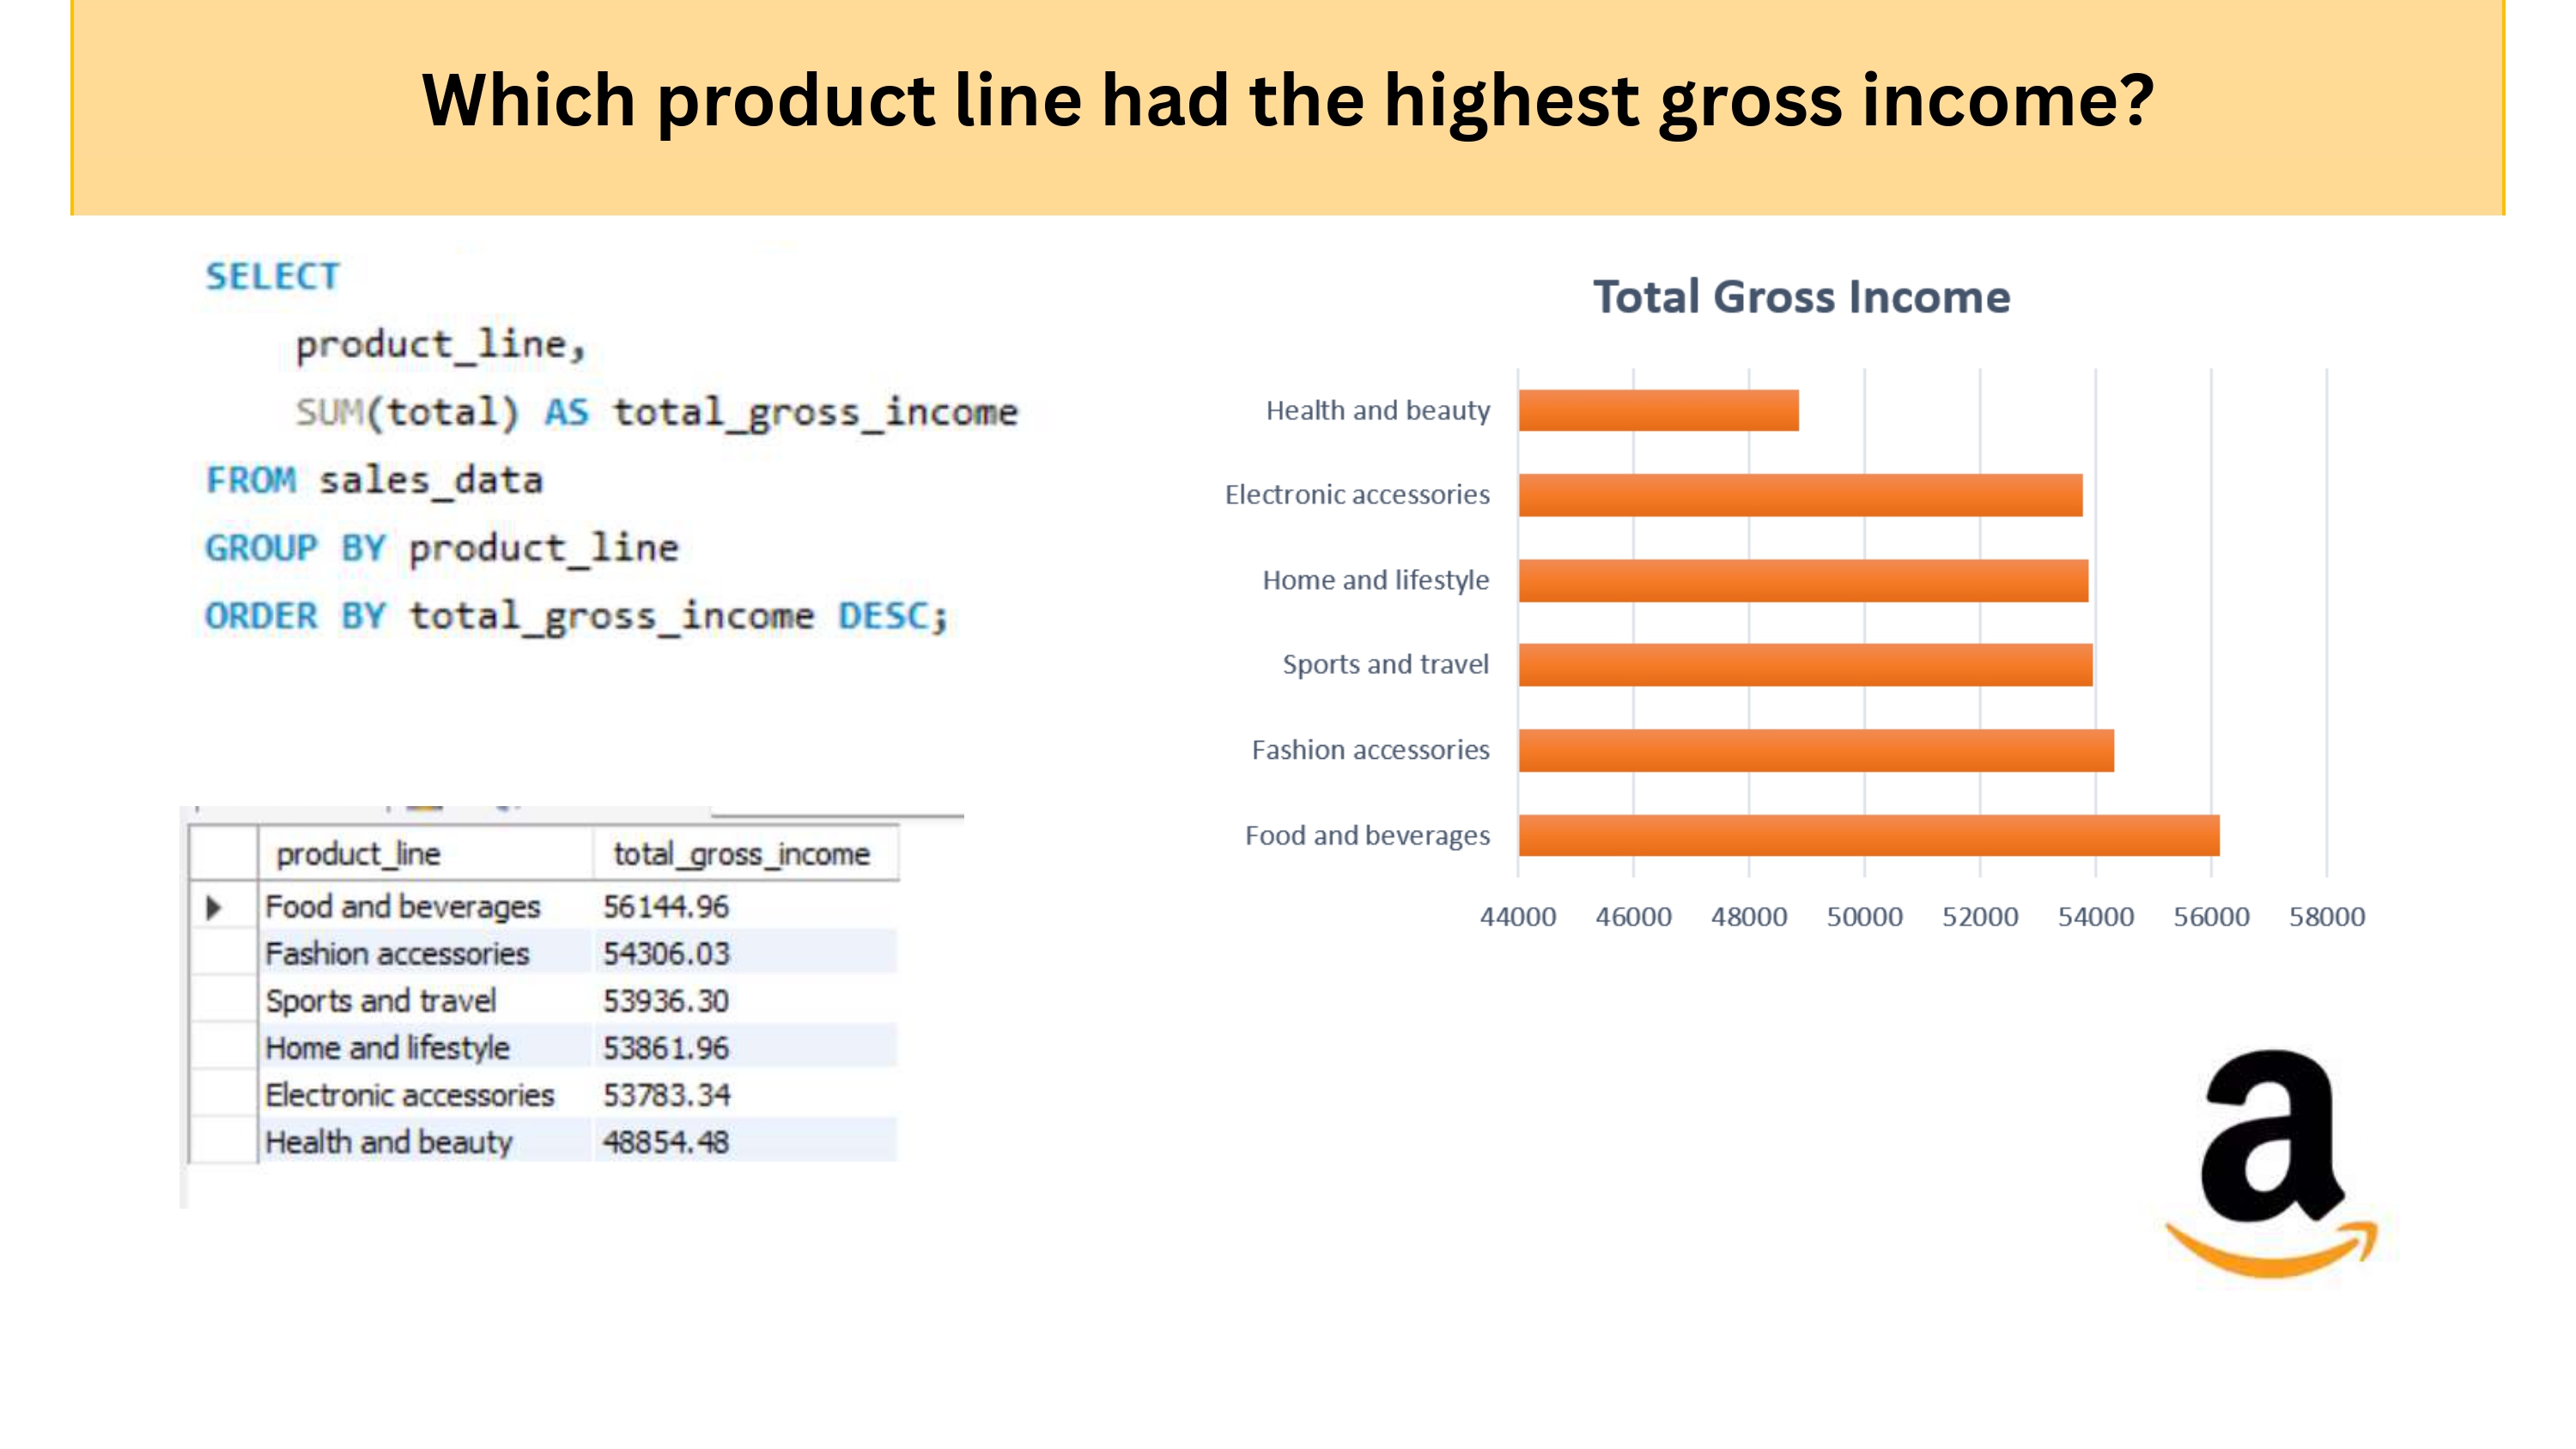 Which product line had the highest gross income?
SELECT
product_line,
SUM(total) AS total_gross_income
FROM sales_data
GROUP BY product_line
ORDER BY total_gross_income DESC;
product_line total_gross_income
Food and beverages 56144.96
Fashion accessories 54306.03
Sports and travel 53936.30
Home and lifestyle 53861.96
Electronic accessories 53783.34
Health and beauty 48854.48
Total Gross Income
Health and beauty
Electronic accessories
Home and lifestyle
Sports and travel
Fashion accessories
Food and beverages
44000 46000 48000 50000 52000 54000 56000 58000
a